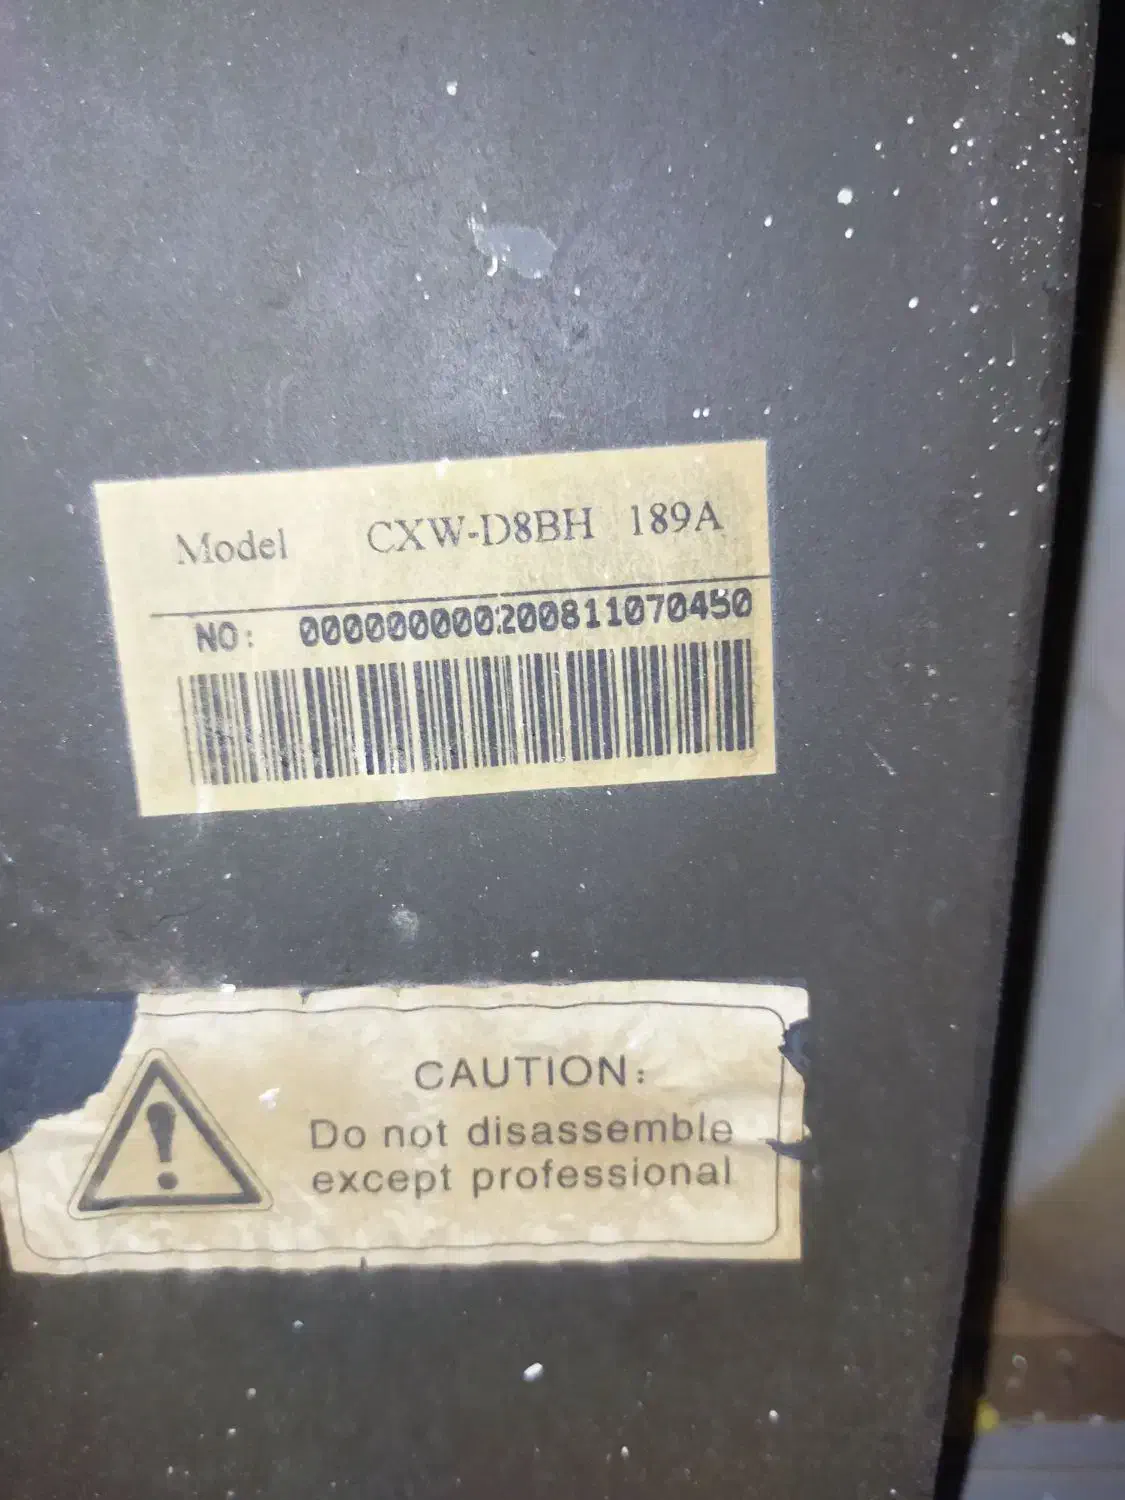 Model CXW-D8BH 189A
NO: 000000000200811070450
CAUTION:
Do not disassemble
except professional